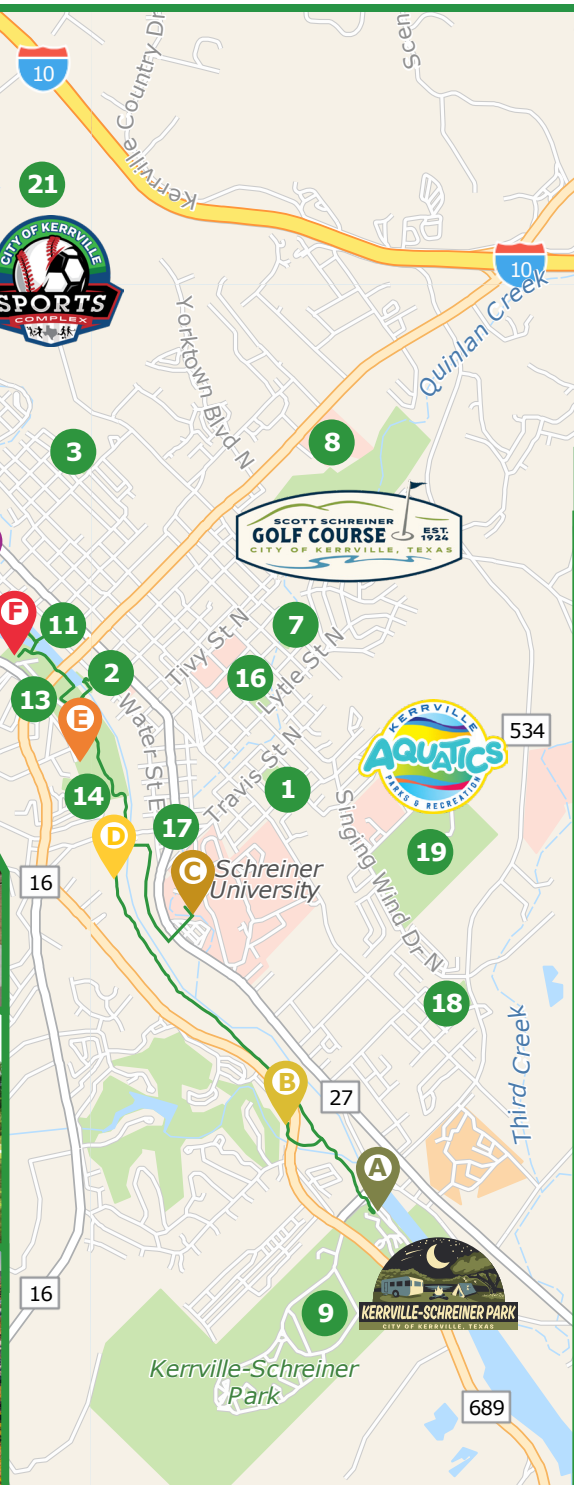 Kerrville Country Dr
Scen
10
Kerrville
21
CITY OF KERRVILLE
SPORTS
COMPLEX
10
Quinlan Creek
Yorktown Blvd N
3
8
SCOTT SCHREINER
GOLF COURSE
EST.
1924
CITY OF KERRVILLE, TEXAS
F
11
7
Tivy St N
2
16
Lytle St N
13
E
Water St E
KERRVILLE
AQUATICS
PARKS & RECREATION
534
Travis St N
14
1
Singing Wind Dr N
17
D
19
16
C
Schreiner
University
18
Third Creek
B
27
A
KERRVILLE-SCHREINER PARK
CITY OF KERRVILLE, TEXAS
16
9
Kerrville-Schreiner
Park
689